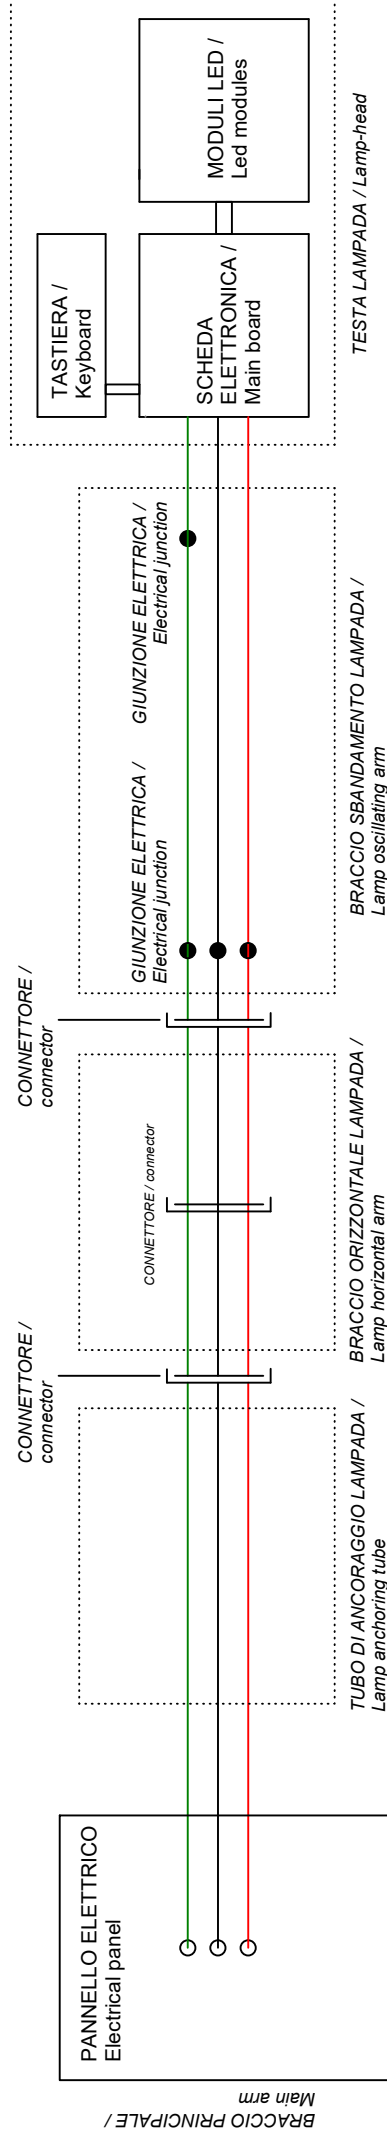 BRACCIO PRINCIPALE /
Main arm
PANNELLO ELETTRICO
Electrical panel
TUBO DI ANCORAGGIO LAMPADA /
Lamp anchoring tube
CONNETTORE /
connector
CONNETTORE / connector
BRACCIO ORIZZONTALE LAMPADA /
Lamp horizontal arm
CONNETTORE /
connector
GIUNZIONE ELETTRICA /
Electrical junction
GIUNZIONE ELETTRICA /
Electrical junction
BRACCIO SBANDAMENTO LAMPADA /
Lamp oscillating arm
TASTIERA /
Keyboard
SCHEDA
ELETTRONICA /
Main board
MODULI LED /
Led modules
TESTA LAMPADA / Lamp-head